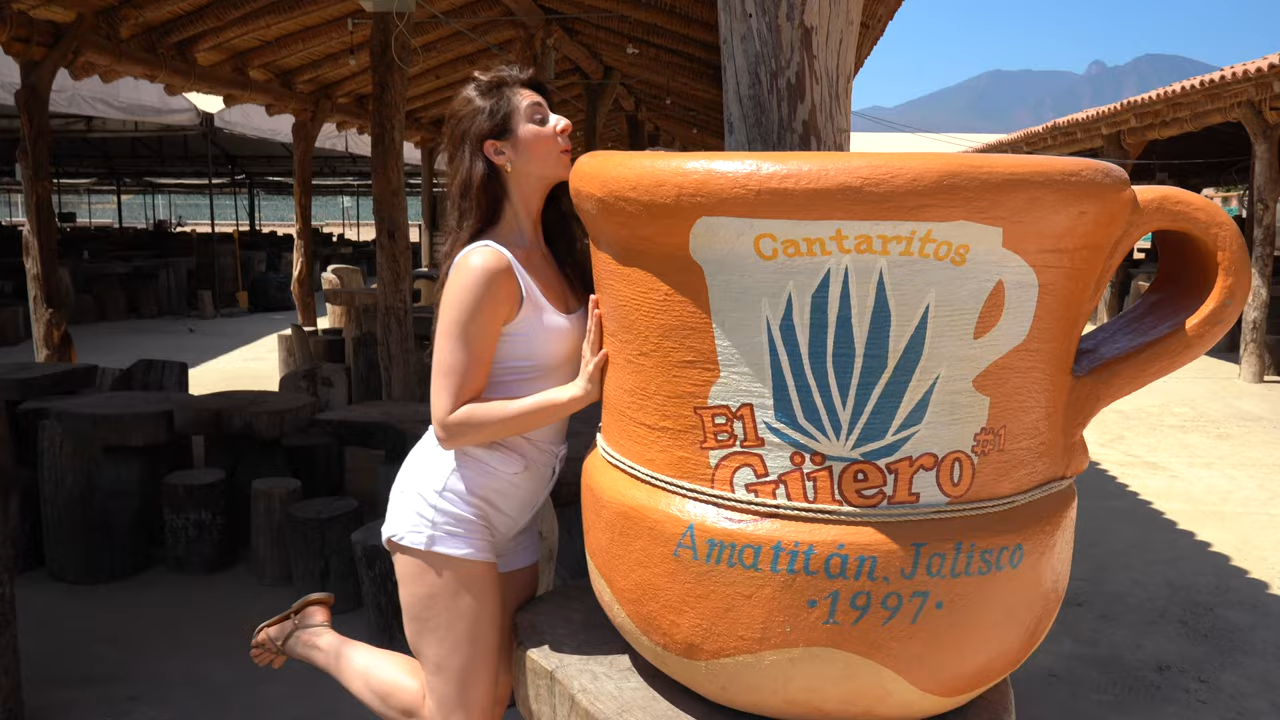 Cantaritos
El
Güero #1
Amatitán, Jalisco
·1997·